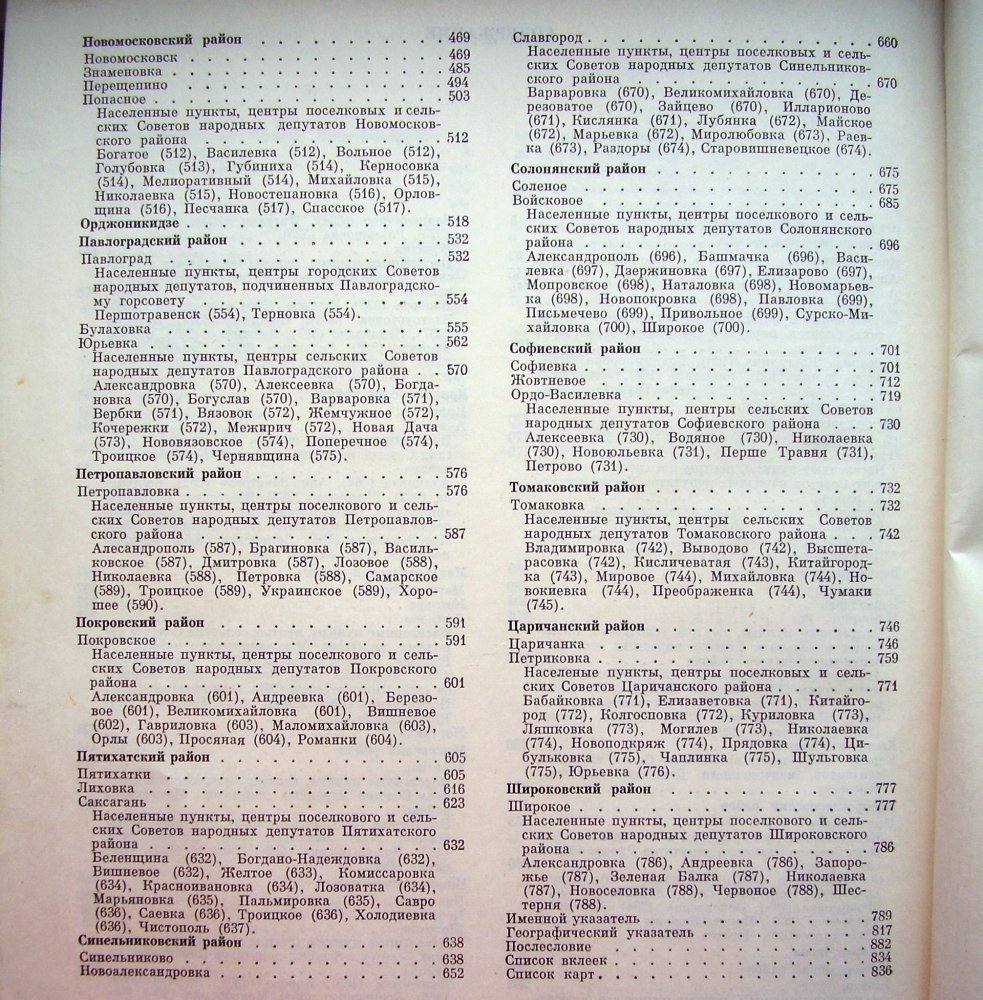 Новомосковский район . . . . . . . . . . 469
Новомосковск . . . . . . . . . . . . . 469
Знаменовка . . . . . . . . . . . . . . 485
Перещепино . . . . . . . . . . . . . 494
Попасное . . . . . . . . . . . . . . . 503
Населенные пункты, центры поселковых и сель-
ских Советов народных депутатов Новомосков-
ского района . . . . . . . . . . . . . 512
Богатое (512), Василевка (512), Вольное (512),
Голубовка (513), Губиниха (514), Керносовка
(514), Мелиоративный (514), Михайловка (515),
Николаевка (515), Новостепановка (516), Орлов-
щина (516), Песчанка (517), Спасское (517).
Орджоникидзе . . . . . . . . . . . . . . 518
Павлоградский район . . . . . . . . . . . 532
Павлоград . . . . . . . . . . . . . . 532
Населенные пункты, центры городских Советов
народных депутатов, подчиненных Павлоградско-
му горсовету . . . . . . . . . . . . . 554
Першотравенск (554), Терновка (554).
Булаховка . . . . . . . . . . . . . . 555
Юрьевка . . . . . . . . . . . . . . . 562
Населенные пункты, центры сельских Советов
народных депутатов Павлоградского района . . 570
Александровка (570), Алексеевка (570), Богда-
новка (570), Богуслав (570), Варваровка (571),
Вербки (571), Вязовок (572), Жемчужное (572),
Кочережки (572), Межирич (572), Новая Дача
(573), Нововязовское (574), Поперечное (574),
Троицкое (574), Чернявщина (575).
Петропавловский район . . . . . . . . . . 576
Петропавловка . . . . . . . . . . . . . 576
Населенные пункты, центры поселкового и сель-
ских Советов народных депутатов Петропавлов-
ского района . . . . . . . . . . . . . 587
Алесандрополь (587), Брагиновка (587), Василь-
ковское (587), Дмитровка (587), Лозовое (588),
Николаевка (588), Петровка (588), Самарское
(589), Троицкое (589), Украинское (589), Хоро-
шее (590).
Покровский район . . . . . . . . . . . . 591
Покровское . . . . . . . . . . . . . . 591
Населенные пункты, центры поселкового и сель-
ских Советов народных депутатов Покровского
района . . . . . . . . . . . . . . . 601
Александровка (601), Андреевка (601), Березо-
вое (601), Великомихайловка (601), Вишневое
(602), Гавриловка (603), Маломихайловка (603),
Орлы (603), Просяная (604), Романки (604).
Пятихатский район . . . . . . . . . . . . 605
Пятихатки . . . . . . . . . . . . . . 605
Лиховка . . . . . . . . . . . . . . . 616
Саксагань . . . . . . . . . . . . . . 623
Населенные пункты, центры поселкового и сель-
ских Советов народных депутатов Пятихатского
района . . . . . . . . . . . . . . . 632
Беленщина (632), Богдано-Надеждовка (632),
Вишневое (632), Желтое (633), Комиссаровка
(634), Красноивановка (634), Лозоватка (634),
Марьяновка (635), Пальмировка (635), Савро
(636), Саевка (636), Троицкое (636), Холодиевка
(636), Чистополь (637).
Синельниковский район . . . . . . . . . . 638
Синельниково . . . . . . . . . . . . . 638
Новоалександровка . . . . . . . . . . . 652
Славгород . . . . . . . . . . . . . . 660
Населенные пункты, центры поселковых и сель-
ских Советов народных депутатов Синельников-
ского района . . . . . . . . . . . . . 670
Варваровка (670), Великомихайловка (670), Де-
резоватое (670), Зайцево (670), Илларионово
(671), Кислянка (671), Лубянка (672), Майское
(672), Марьевка (672), Миролюбовка (673), Раев-
ка (673), Раздоры (674), Старовишневецкое (674).
Солонянский район . . . . . . . . . . . . 675
Соленое . . . . . . . . . . . . . . . 675
Войсковое . . . . . . . . . . . . . . 685
Населенные пункты, центры поселкового и сель-
ских Советов народных депутатов Солонянского
района . . . . . . . . . . . . . . . 696
Александрополь (696), Башмачка (696), Васи-
левка (697), Дзержиновка (697), Елизарово (697),
Мопровское (698), Наталовка (698), Новомарьев-
ка (698), Новопокровка (698), Павловка (699),
Письмечево (699), Привольное (699), Сурско-Ми-
хайловка (700), Широкое (700).
Софиевский район . . . . . . . . . . . . 701
Софиевка . . . . . . . . . . . . . . . 701
Жовтневое . . . . . . . . . . . . . . 712
Ордо-Василевка . . . . . . . . . . . . 719
Населенные пункты, центры сельских Советов
народных депутатов Софиевского района . . . 730
Алексеевка (730), Водяное (730), Николаевка
(730), Новоюльевка (731), Перше Травня (731),
Петрово (731).
Томаковский район . . . . . . . . . . . . 732
Томаковка . . . . . . . . . . . . . . 732
Населенные пункты, центры сельских Советов
народных депутатов Томаковского района . . . 742
Владимировка (742), Выводово (742), Высшета-
расовка (742), Кисличеватая (743), Китайгород-
ка (743), Мировое (744), Михайловка (744), Но-
вокиевка (744), Преображенка (744), Чумаки
(745).
Царичанский район . . . . . . . . . . . . 746
Царичанка . . . . . . . . . . . . . . 746
Петриковка . . . . . . . . . . . . . . 759
Населеные пункты, центры поселковых и сель-
ских Советов Царичанского района . . . . . . 771
Бабайковка (771), Елизаветовка (771), Китайго-
род (772), Колгосповка (772), Куриловка (773),
Ляшковка (773), Могилев (773), Николаевка
(774), Новоподкряж (774), Прядовка (774), Ци-
бульковка (775), Чаплинка (775), Шульговка
(775), Юрьевка (776).
Широковский район . . . . . . . . . . . . 777
Широкое . . . . . . . . . . . . . . . 777
Населенные пункты, центры поселкового и сель-
ских Советов народных депутатов Широковского
района . . . . . . . . . . . . . . . 786
Александровка (786), Андреевка (786), Запоро-
жье (787), Зеленая Балка (787), Николаевка
(787), Новоселовка (788), Червоное (788), Шес-
терня (788).
Именной указатель . . . . . . . . . . . . 789
Географический указатель . . . . . . . . . 817
Послесловие . . . . . . . . . . . . . . 882
Список вклеек . . . . . . . . . . . . . 834
Список карт . . . . . . . . . . . . . . 836